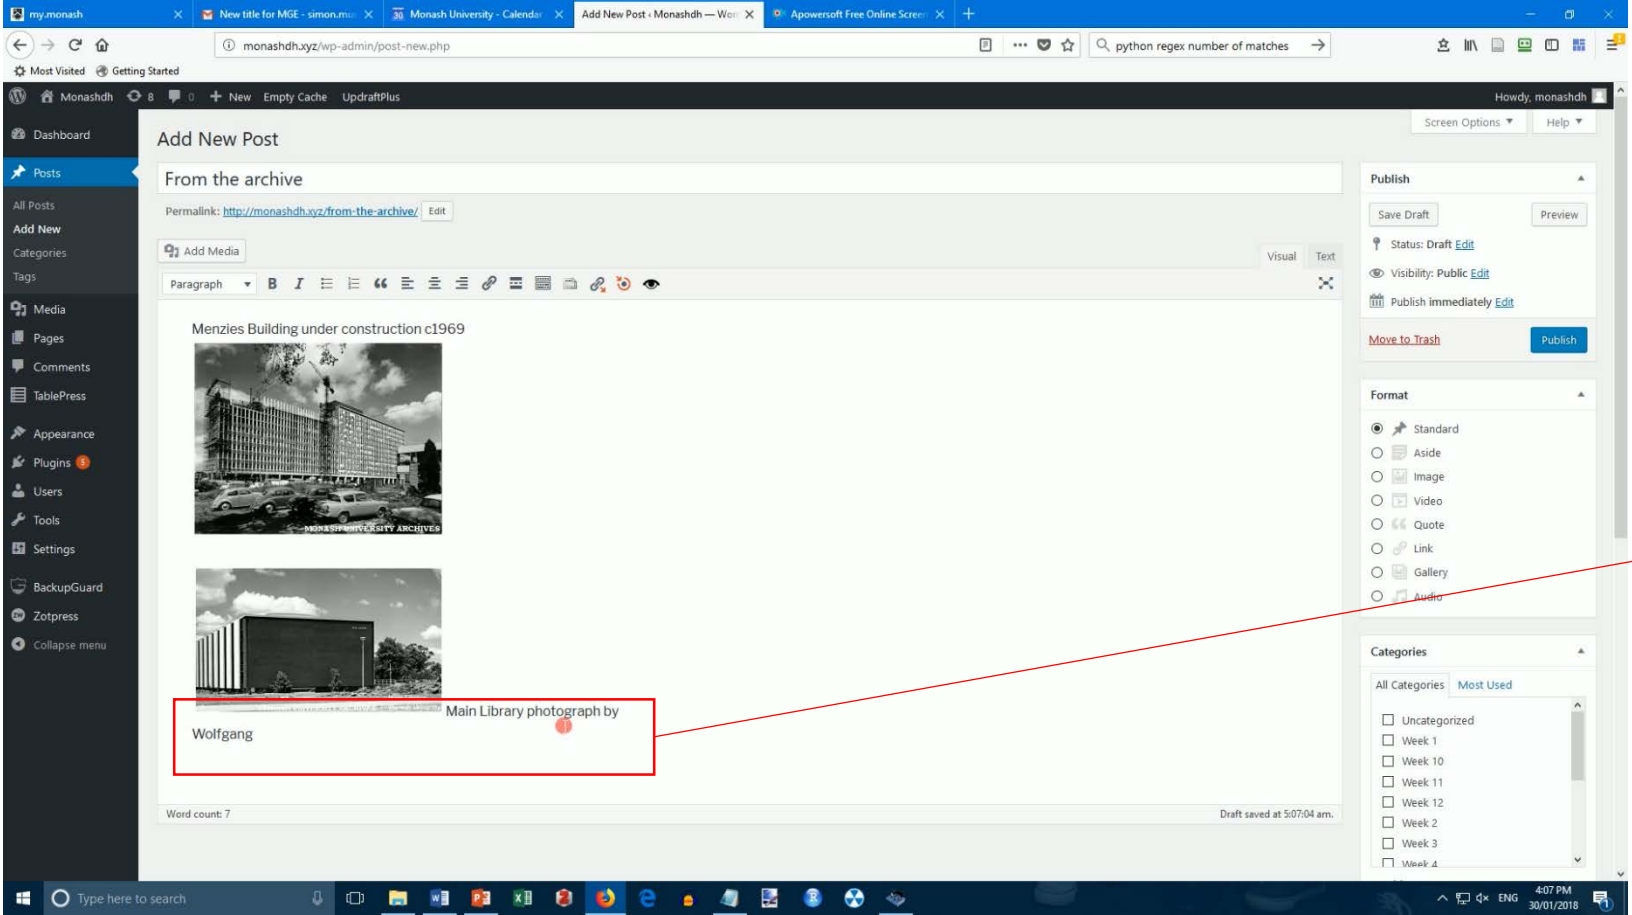 my.monash
New title for MGE - simon.mu
Monash University - Calendar
Add New Post ‹ Monashdh — Wor
Apowersoft Free Online Screen
monashdh.xyz/wp-admin/post-new.php
python regex number of matches
Most Visited
Getting Started
Monashdh
8
0
New
Empty Cache
UpdraftPlus
Howdy, monashdh
Screen Options
Help
Dashboard
Posts
All Posts
Add New
Categories
Tags
Media
Pages
Comments
TablePress
Appearance
Plugins 5
Users
Tools
Settings
BackupGuard
Zotpress
Collapse menu
Add New Post
From the archive
Permalink: http://monashdh.xyz/from-the-archive/ Edit
Add Media
Visual
Text
Paragraph
B
I
Menzies Building under construction c1969
MONASH UNIVERSITY ARCHIVES
Main Library photograph by
Wolfgang
Word count: 7
Draft saved at 5:07:04 am.
Publish
Save Draft
Preview
Status: Draft Edit
Visibility: Public Edit
Publish immediately Edit
Move to Trash
Publish
Format
Standard
Aside
Image
Video
Quote
Link
Gallery
Audio
Categories
All Categories
Most Used
Uncategorized
Week 1
Week 10
Week 11
Week 12
Week 2
Week 3
Week 4
Type here to search
ENG
4:07 PM
30/01/2018